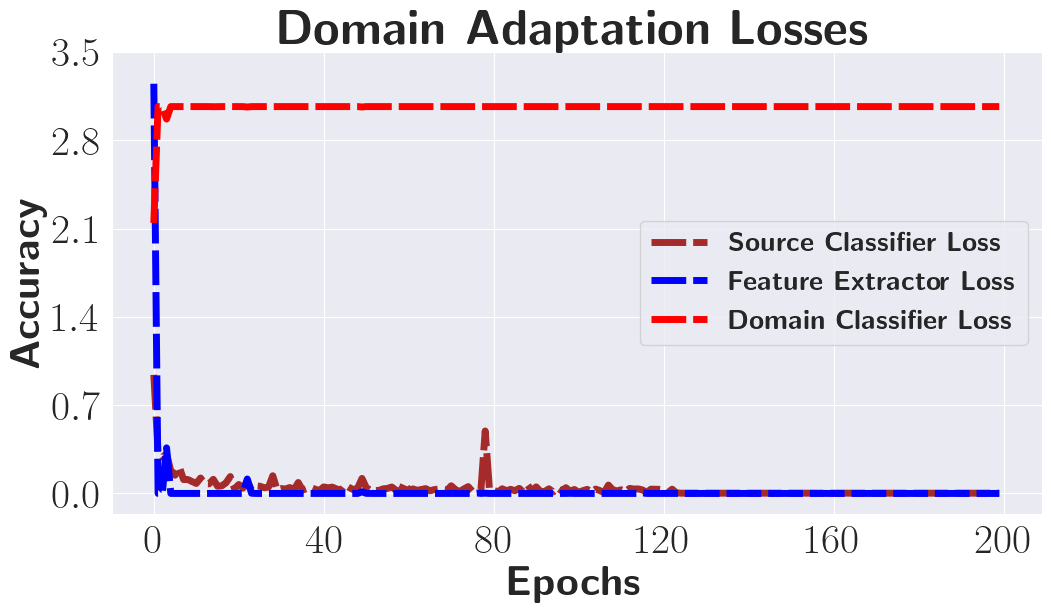 Domain Adaptation Losses
3.5
2.8
2.1
1.4
0.7
0.0
Accuracy
Source Classifier Loss
Feature Extractor Loss
Domain Classifier Loss
0 40 80 120 160 200
Epochs